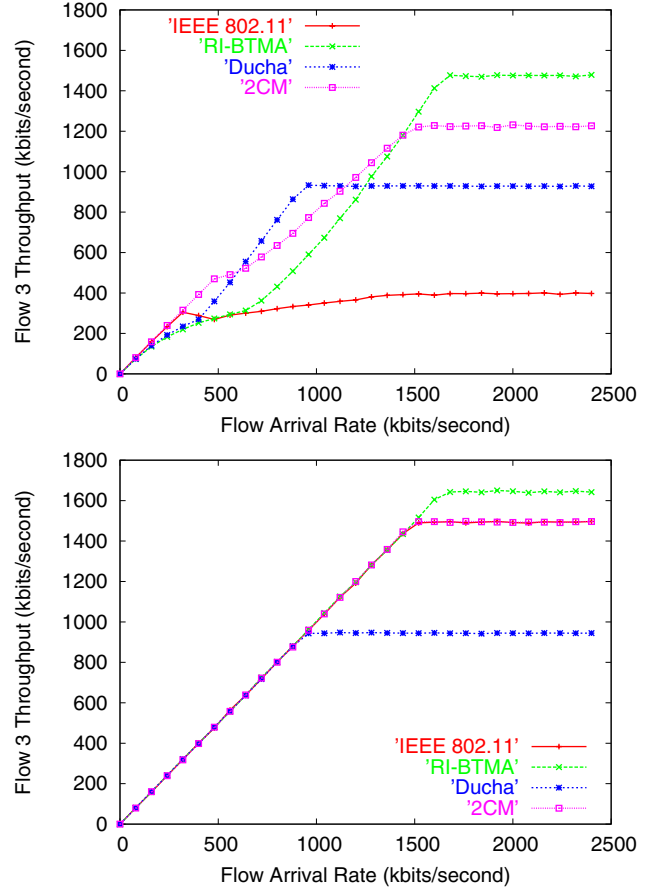 1800
1600
1400
1200
1000
800
600
400
200
0
Flow 3 Throughput (kbits/second)
'IEEE 802.11'
'RI-BTMA'
'Ducha'
'2CM'
0 500 1000 1500 2000 2500
Flow Arrival Rate (kbits/second)
1800
1600
1400
1200
1000
800
600
400
200
0
Flow 3 Throughput (kbits/second)
'IEEE 802.11'
'RI-BTMA'
'Ducha'
'2CM'
0 500 1000 1500 2000 2500
Flow Arrival Rate (kbits/second)